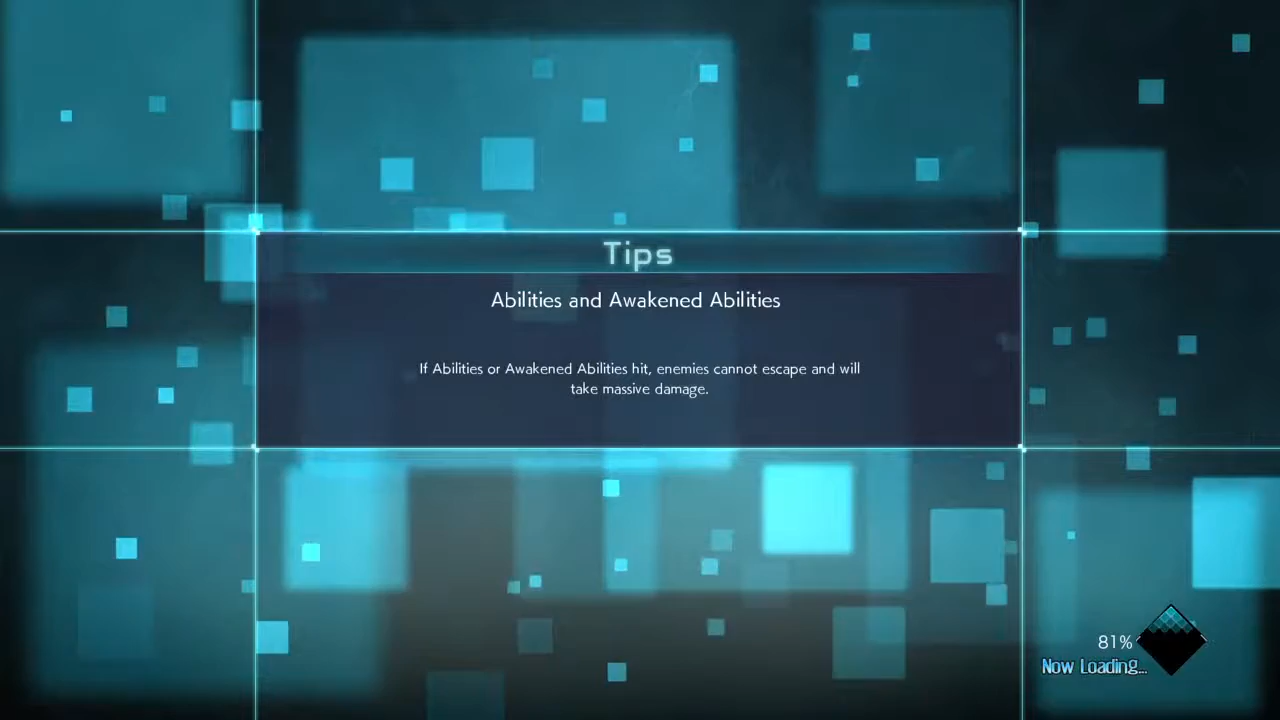 Tips
Abilities and Awakened Abilities
If Abilities or Awakened Abilities hit, enemies cannot escape and will
take massive damage.
81%
Now Loading...